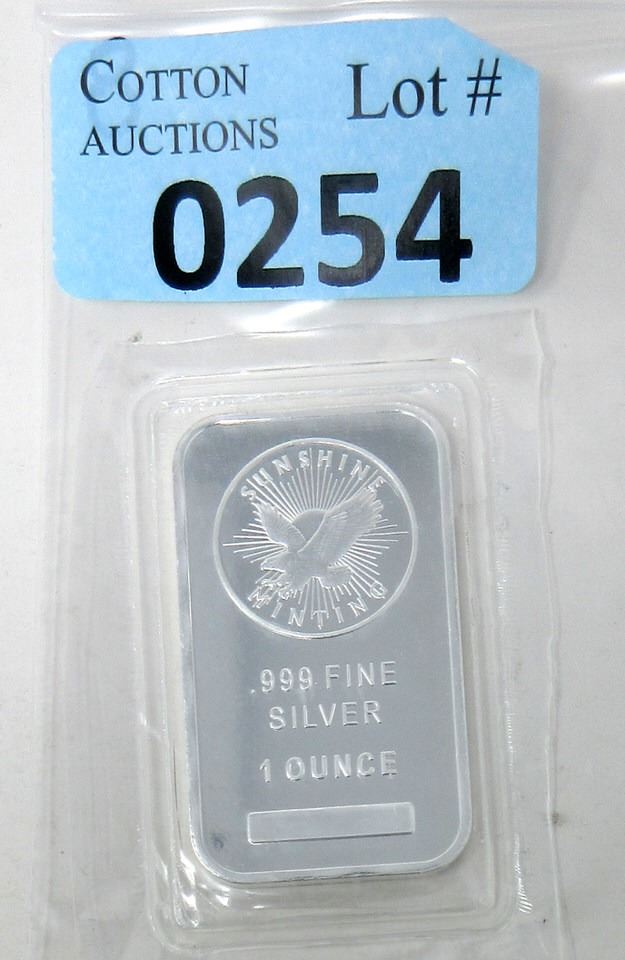 COTTON
AUCTIONS
Lot #
0254
SUNSHINE
MINTING
.999 FINE
SILVER
1 OUNCE